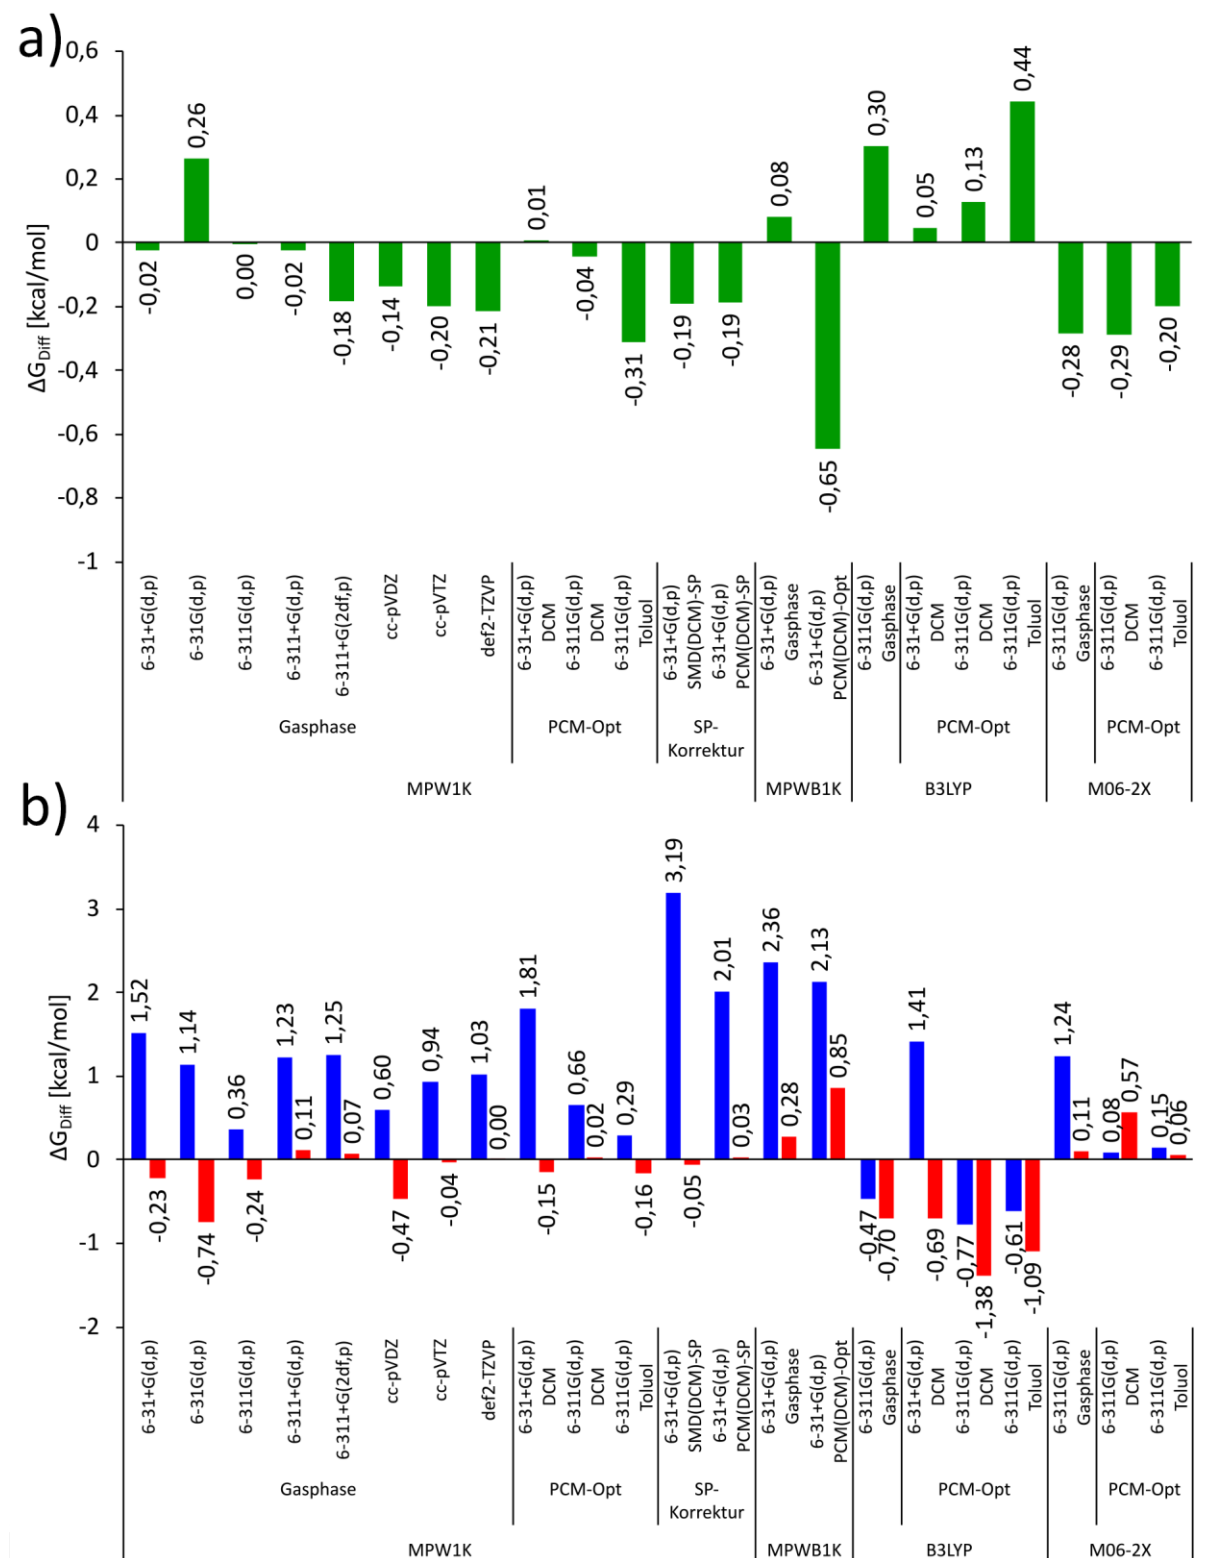 a)
0,6
0,4
0,2
0
-0,2
-0,4
-0,6
-0,8
-1
ΔG_Diff [kcal/mol]
-0,02
0,26
0,00
-0,02
-0,18
-0,14
-0,20
-0,21
0,01
-0,04
-0,31
-0,19
-0,19
0,08
-0,65
0,30
0,05
0,13
0,44
-0,28
-0,29
-0,20
6-31+G(d,p)
6-31G(d,p)
6-311G(d,p)
6-311+G(d,p)
6-311+G(2df,p)
cc-pVDZ
cc-pVTZ
def2-TZVP
6-31+G(d,p)
DCM
6-311G(d,p)
DCM
6-311G(d,p)
Toluol
6-31+G(d,p)
SMD(DCM)-SP
6-31+G(d,p)
PCM(DCM)-SP
6-31+G(d,p)
Gasphase
6-31+G(d,p)
PCM(DCM)-Opt
6-311G(d,p)
Gasphase
6-31+G(d,p)
DCM
6-311G(d,p)
DCM
6-311G(d,p)
Toluol
6-311G(d,p)
Gasphase
6-31+G(d,p)
DCM
6-311G(d,p)
Toluol
Gasphase
PCM-Opt
SP-
Korrektur
PCM-Opt
PCM-Opt
MPW1K
MPWB1K
B3LYP
M06-2X
b)
4
3
2
1
0
-1
-2
ΔG_Diff [kcal/mol]
1,52
-0,23
1,14
-0,74
0,36
-0,24
1,23
0,11
1,25
0,07
0,60
-0,47
0,94
-0,04
1,03
0,00
1,81
-0,15
0,66
0,02
0,29
-0,16
3,19
-0,05
2,01
0,03
2,36
0,28
2,13
0,85
-0,47
-0,70
1,41
-0,69
-0,77
-1,38
-0,61
-1,09
1,24
0,11
0,08
0,57
0,15
0,06
6-31+G(d,p)
6-31G(d,p)
6-311G(d,p)
6-311+G(d,p)
6-311+G(2df,p)
cc-pVDZ
cc-pVTZ
def2-TZVP
6-31+G(d,p)
DCM
6-311G(d,p)
DCM
6-311G(d,p)
Toluol
6-31+G(d,p)
SMD(DCM)-SP
6-31+G(d,p)
PCM(DCM)-SP
6-31+G(d,p)
Gasphase
6-31+G(d,p)
PCM(DCM)-Opt
6-311G(d,p)
Gasphase
6-31+G(d,p)
DCM
6-311G(d,p)
DCM
6-311G(d,p)
Toluol
6-311G(d,p)
Gasphase
6-311G(d,p)
DCM
6-311G(d,p)
Toluol
Gasphase
PCM-Opt
SP-
Korrektur
PCM-Opt
PCM-Opt
MPW1K
MPWB1K
B3LYP
M06-2X